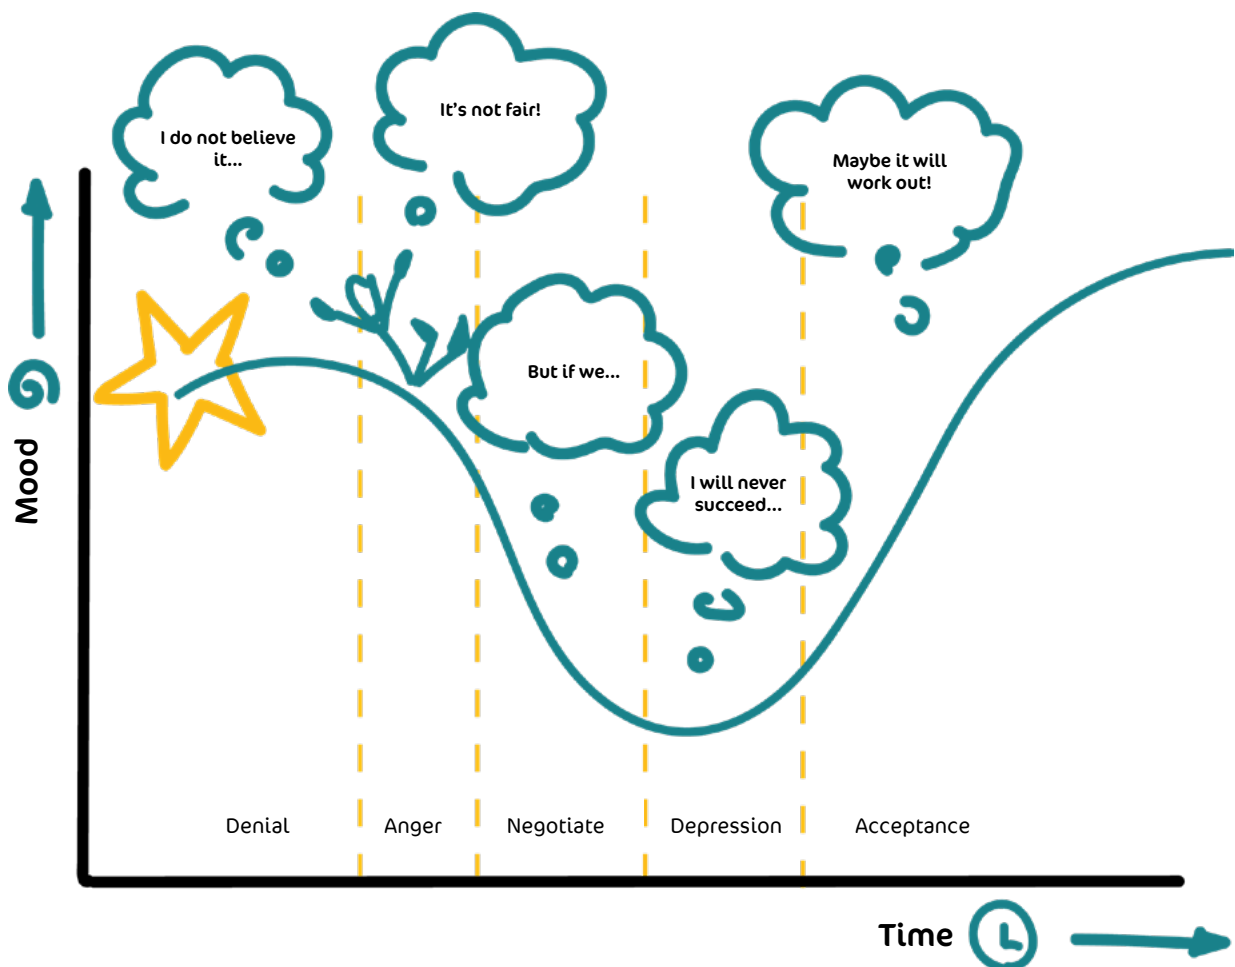 It's not fair!
I do not believe
it...
Maybe it will
work out!
But if we...
I will never
succeed...
Mood
Denial
Anger
Negotiate
Depression
Acceptance
Time